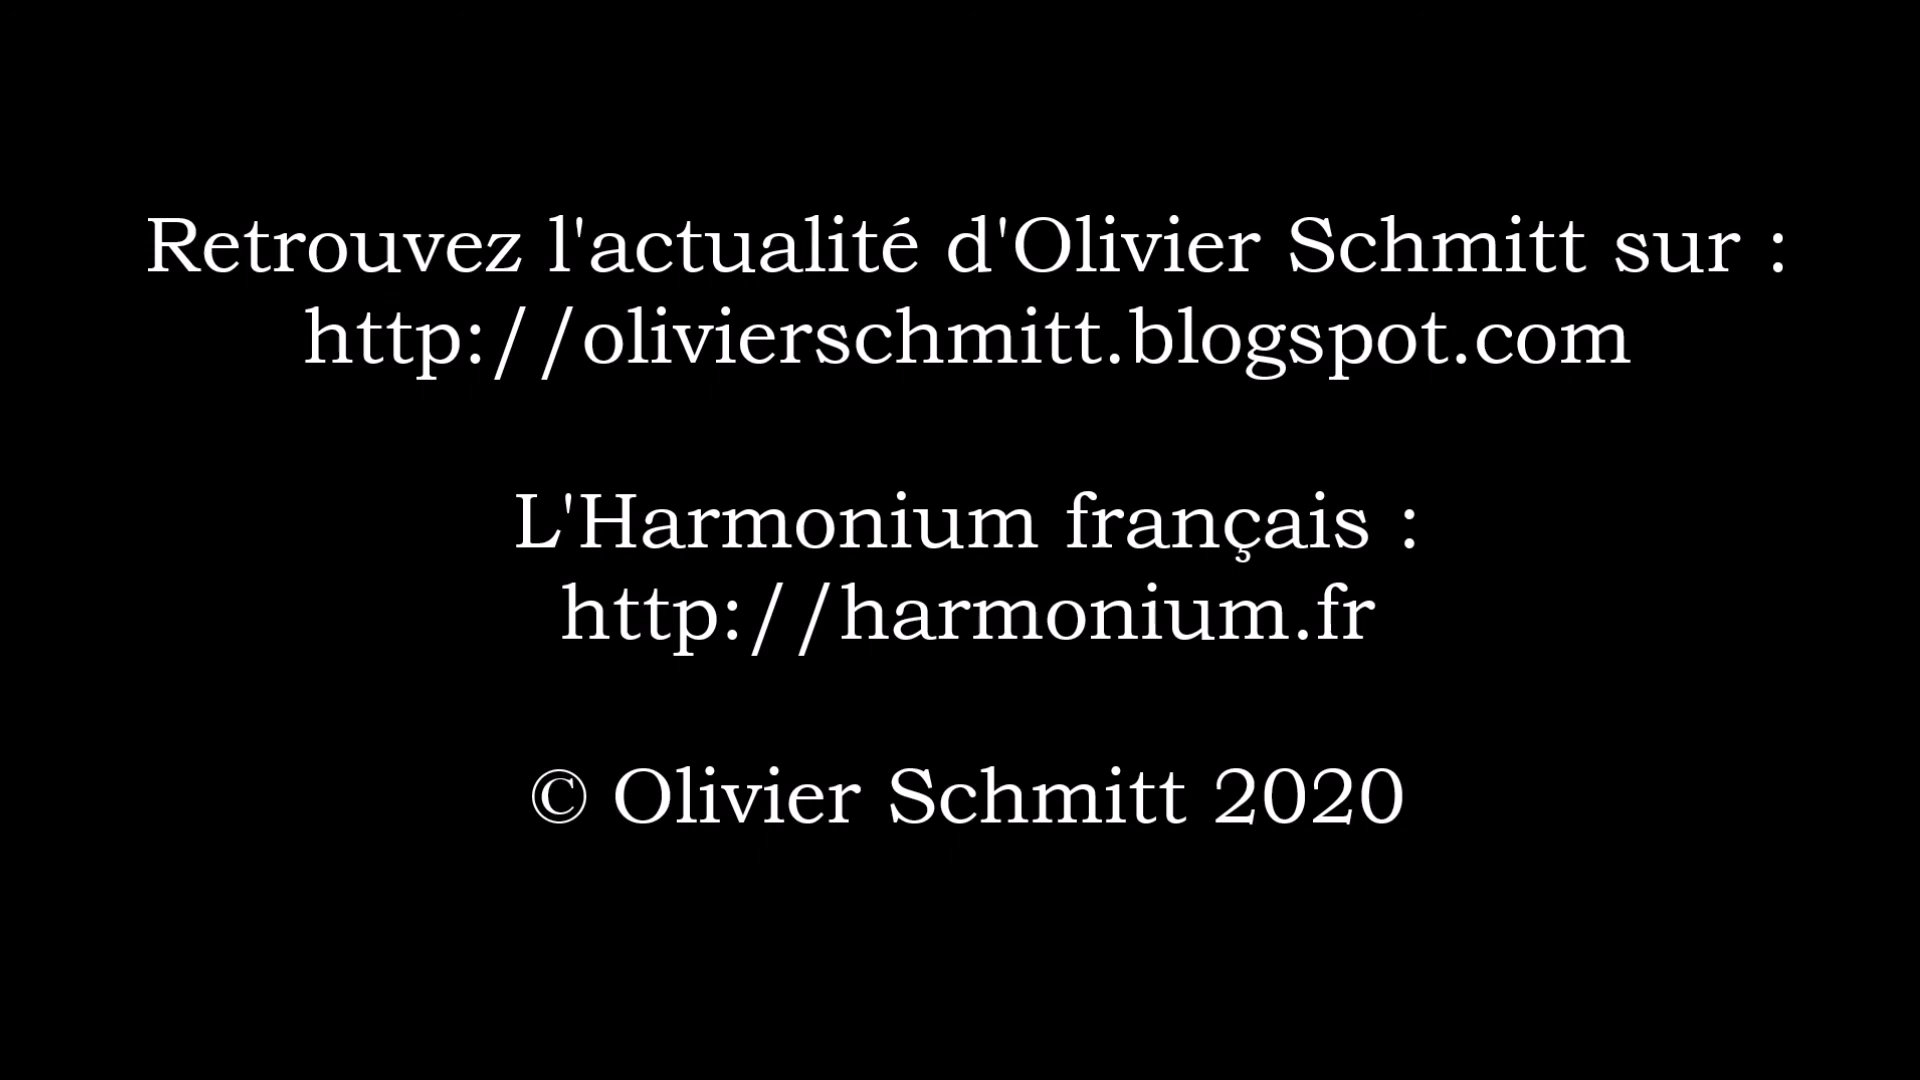 Retrouvez l'actualité d'Olivier Schmitt sur :
http://olivierschmitt.blogspot.com
L'Harmonium français :
http://harmonium.fr
© Olivier Schmitt 2020